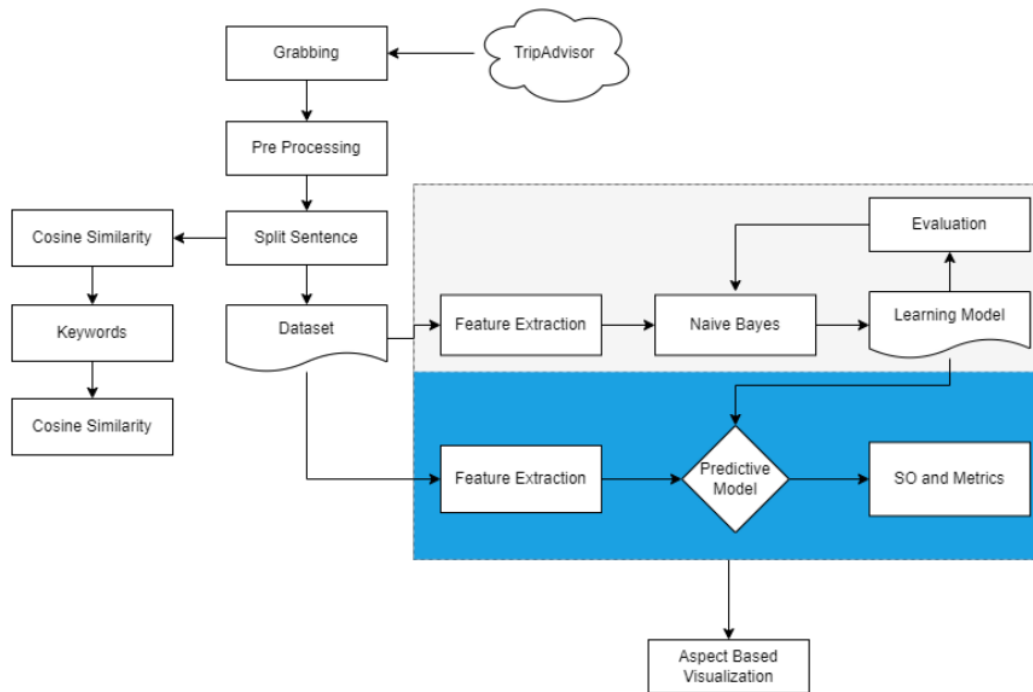 Grabbing
TripAdvisor
Pre Processing
Cosine Similarity
Split Sentence
Evaluation
Keywords
Dataset
Feature Extraction
Naive Bayes
Learning Model
Cosine Similarity
Feature Extraction
Predictive
Model
SO and Metrics
Aspect Based
Visualization